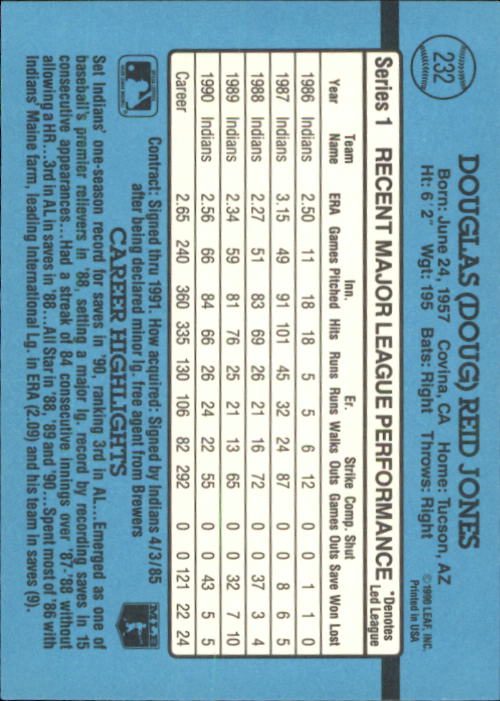 232
DOUGLAS (DOUG) REID JONES
Born: June 24, 1957 Covina, CA Home: Tucson, AZ
Ht: 6' 2" Wgt: 195 Bats: Right Throws: Right
© 1990 LEAF, INC.
Printed in USA
Series 1 RECENT MAJOR LEAGUE PERFORMANCE *Denotes
Led League
Team Inn. Er. Strike Comp. Shut
Year Name ERA Games Pitched Hits Runs Runs Walks Outs Games Outs Save Won Lost
1986 Indians 2.50 11 18 18 5 5 6 12 0 0 1 1 0
1987 Indians 3.15 49 91 101 45 32 24 87 0 0 8 6 5
1988 Indians 2.27 51 83 69 26 21 16 72 0 0 37 3 4
1989 Indians 2.34 59 81 76 25 21 13 65 0 0 32 7 10
1990 Indians 2.56 66 84 66 26 24 22 55 0 0 43 5 5
Career 2.65 240 360 335 130 106 82 292 0 0 121 22 24
Contract: Signed thru 1991. How acquired: Signed by Indians 4/3/85
after being declared minor lg. free agent from Brewers
MLB
CAREER HIGHLIGHTS
Set Indians' one-season record for saves in '90, ranking 3rd in AL...Emerged as one of
baseball's premier relievers in '88, setting a major lg. record by recording saves in 15
consecutive appearances...Had a streak of 84 consecutive innings over '87-'88 without
allowing a HR...3rd in AL in saves in '88...All Star in '88, '89 and '90...Spent most of '86 with
Indians' Maine farm, leading International Lg. in ERA (2.09) and his team in saves (9).